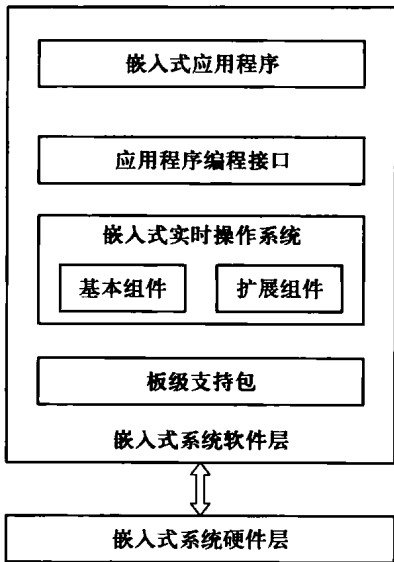 嵌入式应用程序
应用程序编程接口
嵌入式实时操作系统
基本组件 扩展组件
板级支持包
嵌入式系统软件层
嵌入式系统硬件层